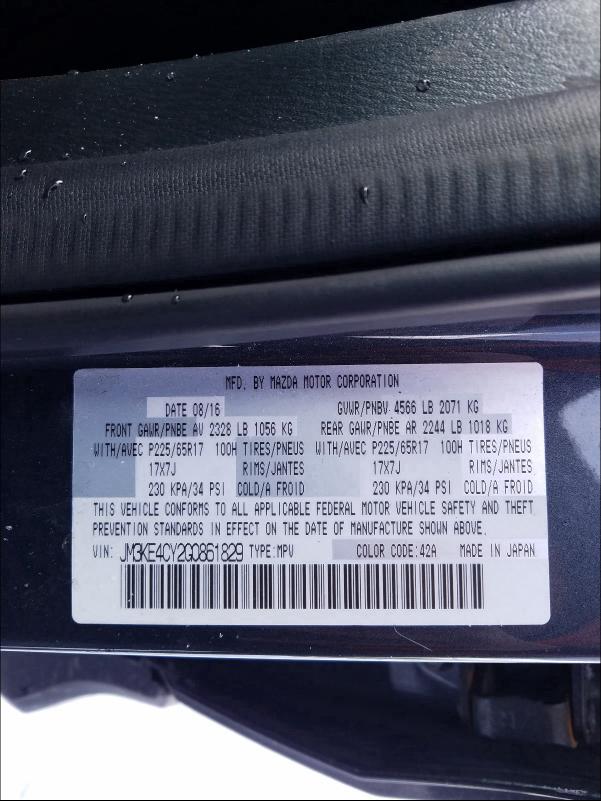 MFD. BY MAZDA MOTOR CORPORATION
DATE 08/16 GVWR/PNBV 4566 LB 2071 KG
FRONT GAWR/PNBE AV 2328 LB 1056 KG REAR GAWR/PNBE AR 2244 LB 1018 KG
WITH/AVEC P225/65R17 100H TIRES/PNEUS WITH/AVEC P225/65R17 100H TIRES/PNEUS
17X7J RIMS/JANTES 17X7J RIMS/JANTES
230 KPA/34 PSI COLD/A FROID 230 KPA/34 PSI COLD/A FROID
THIS VEHICLE CONFORMS TO ALL APPLICABLE FEDERAL MOTOR VEHICLE SAFETY AND THEFT
PREVENTION STANDARDS IN EFFECT ON THE DATE OF MANUFACTURE SHOWN ABOVE.
VIN: JM3KE4CY2G0861829 TYPE:MPV COLOR CODE:42A MADE IN JAPAN